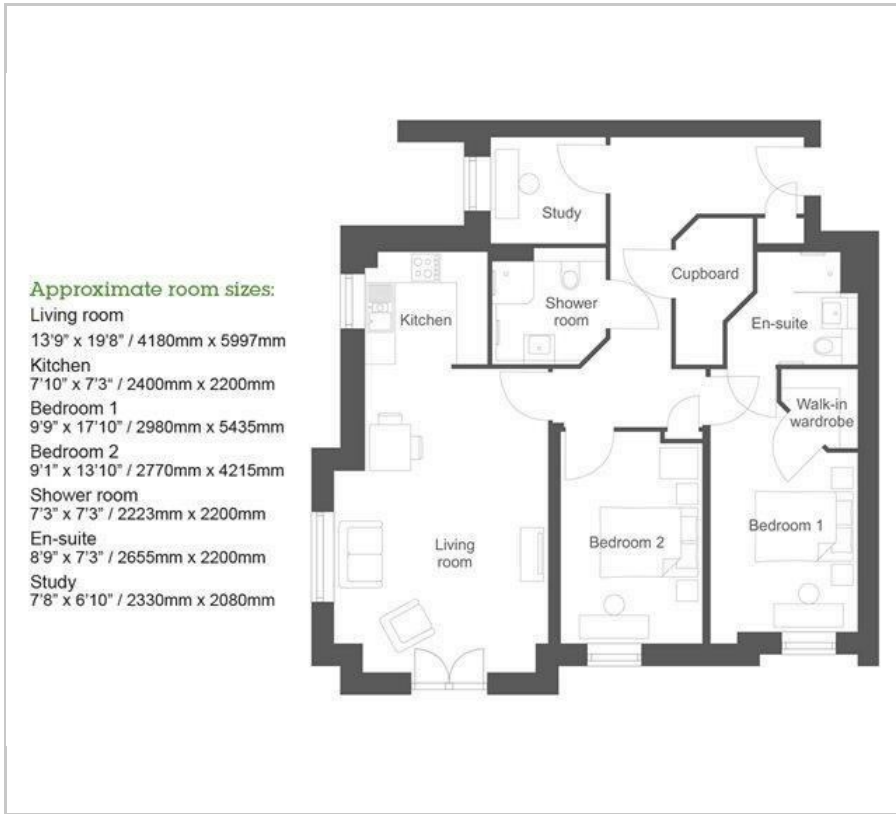 Approximate room sizes:
Living room
13'9" x 19'8" / 4180mm x 5997mm
Kitchen
7'10" x 7'3" / 2400mm x 2200mm
Bedroom 1
9'9" x 17'10" / 2980mm x 5435mm
Bedroom 2
9'1" x 13'10" / 2770mm x 4215mm
Shower room
7'3" x 7'3" / 2223mm x 2200mm
En-suite
8'9" x 7'3" / 2655mm x 2200mm
Study
7'8" x 6'10" / 2330mm x 2080mm
Study
Cupboard
Kitchen
Shower
room
En-suite
Walk-in
wardrobe
Living
room
Bedroom 2
Bedroom 1